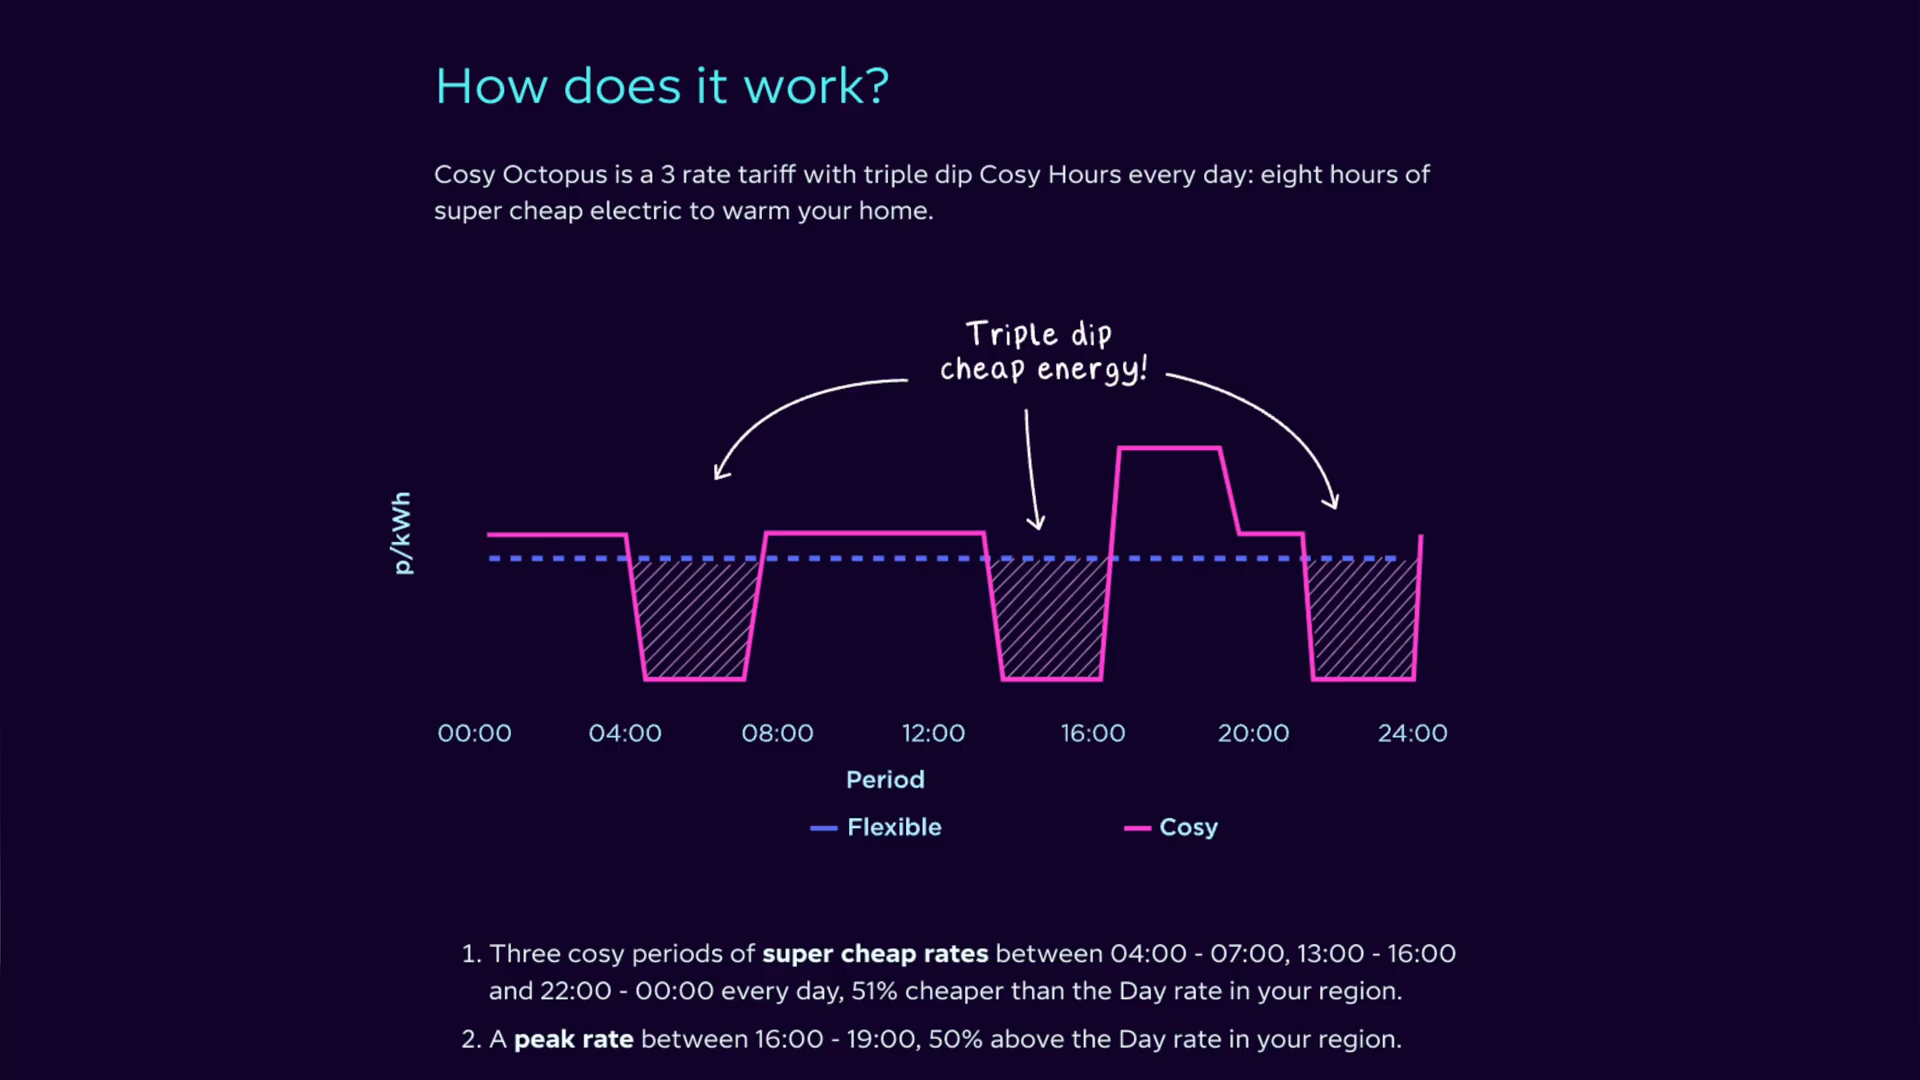 How does it work?
Cosy Octopus is a 3 rate tariff with triple dip Cosy Hours every day: eight hours of
super cheap electric to warm your home.
Triple dip
cheap energy!
p/kWh
00:00 04:00 08:00 12:00 16:00 20:00 24:00
Period
Flexible Cosy
1. Three cosy periods of super cheap rates between 04:00 - 07:00, 13:00 - 16:00
and 22:00 - 00:00 every day, 51% cheaper than the Day rate in your region.
2. A peak rate between 16:00 - 19:00, 50% above the Day rate in your region.